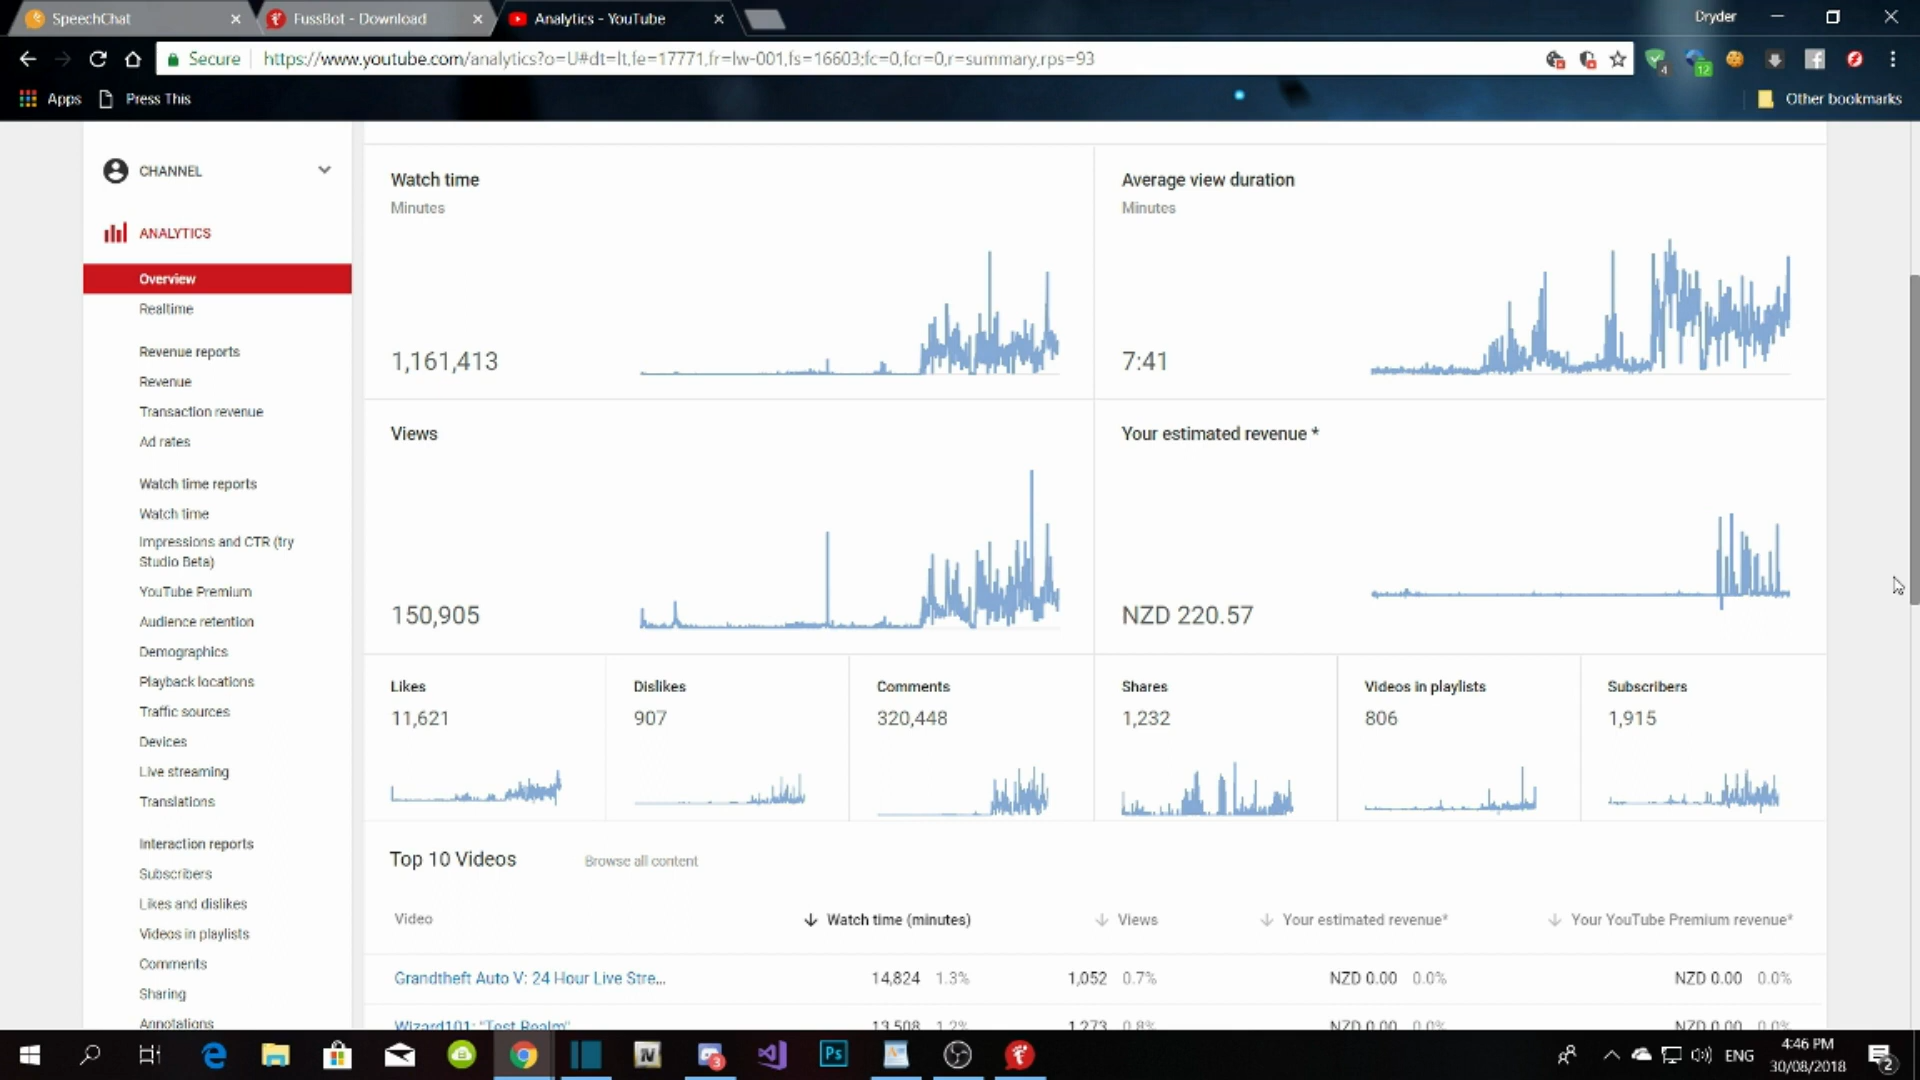 SpeechChat
FussBot - Download
Analytics - YouTube
Dryder
Secure
https://www.youtube.com/analytics?o=U#dt=lt,fe=17771,fr=lw-001,fs=16603;fc=0,fcr=0,r=summary,rps=93
4
12
Apps
Press This
Other bookmarks
CHANNEL
ANALYTICS
Overview
Realtime
Revenue reports
Revenue
Transaction revenue
Ad rates
Watch time reports
Watch time
Impressions and CTR (try
Studio Beta)
YouTube Premium
Audience retention
Demographics
Playback locations
Traffic sources
Devices
Live streaming
Translations
Interaction reports
Subscribers
Likes and dislikes
Videos in playlists
Comments
Sharing
Annotations
Watch time
Minutes
1,161,413
Average view duration
Minutes
7:41
Views
150,905
Your estimated revenue *
NZD 220.57
Likes
11,621
Dislikes
907
Comments
320,448
Shares
1,232
Videos in playlists
806
Subscribers
1,915
Top 10 Videos
Browse all content
Video
Watch time (minutes)
Views
Your estimated revenue*
Your YouTube Premium revenue*
Grandtheft Auto V: 24 Hour Live Stre...
14,824 1.3%
1,052 0.7%
NZD 0.00 0.0%
NZD 0.00 0.0%
Wizard101: "Test Realm"
13,508 1.2%
1,273 0.8%
NZD 0.00 0.0%
NZD 0.00 0.0%
Ps
3
ENG
4:46 PM
30/08/2018
2